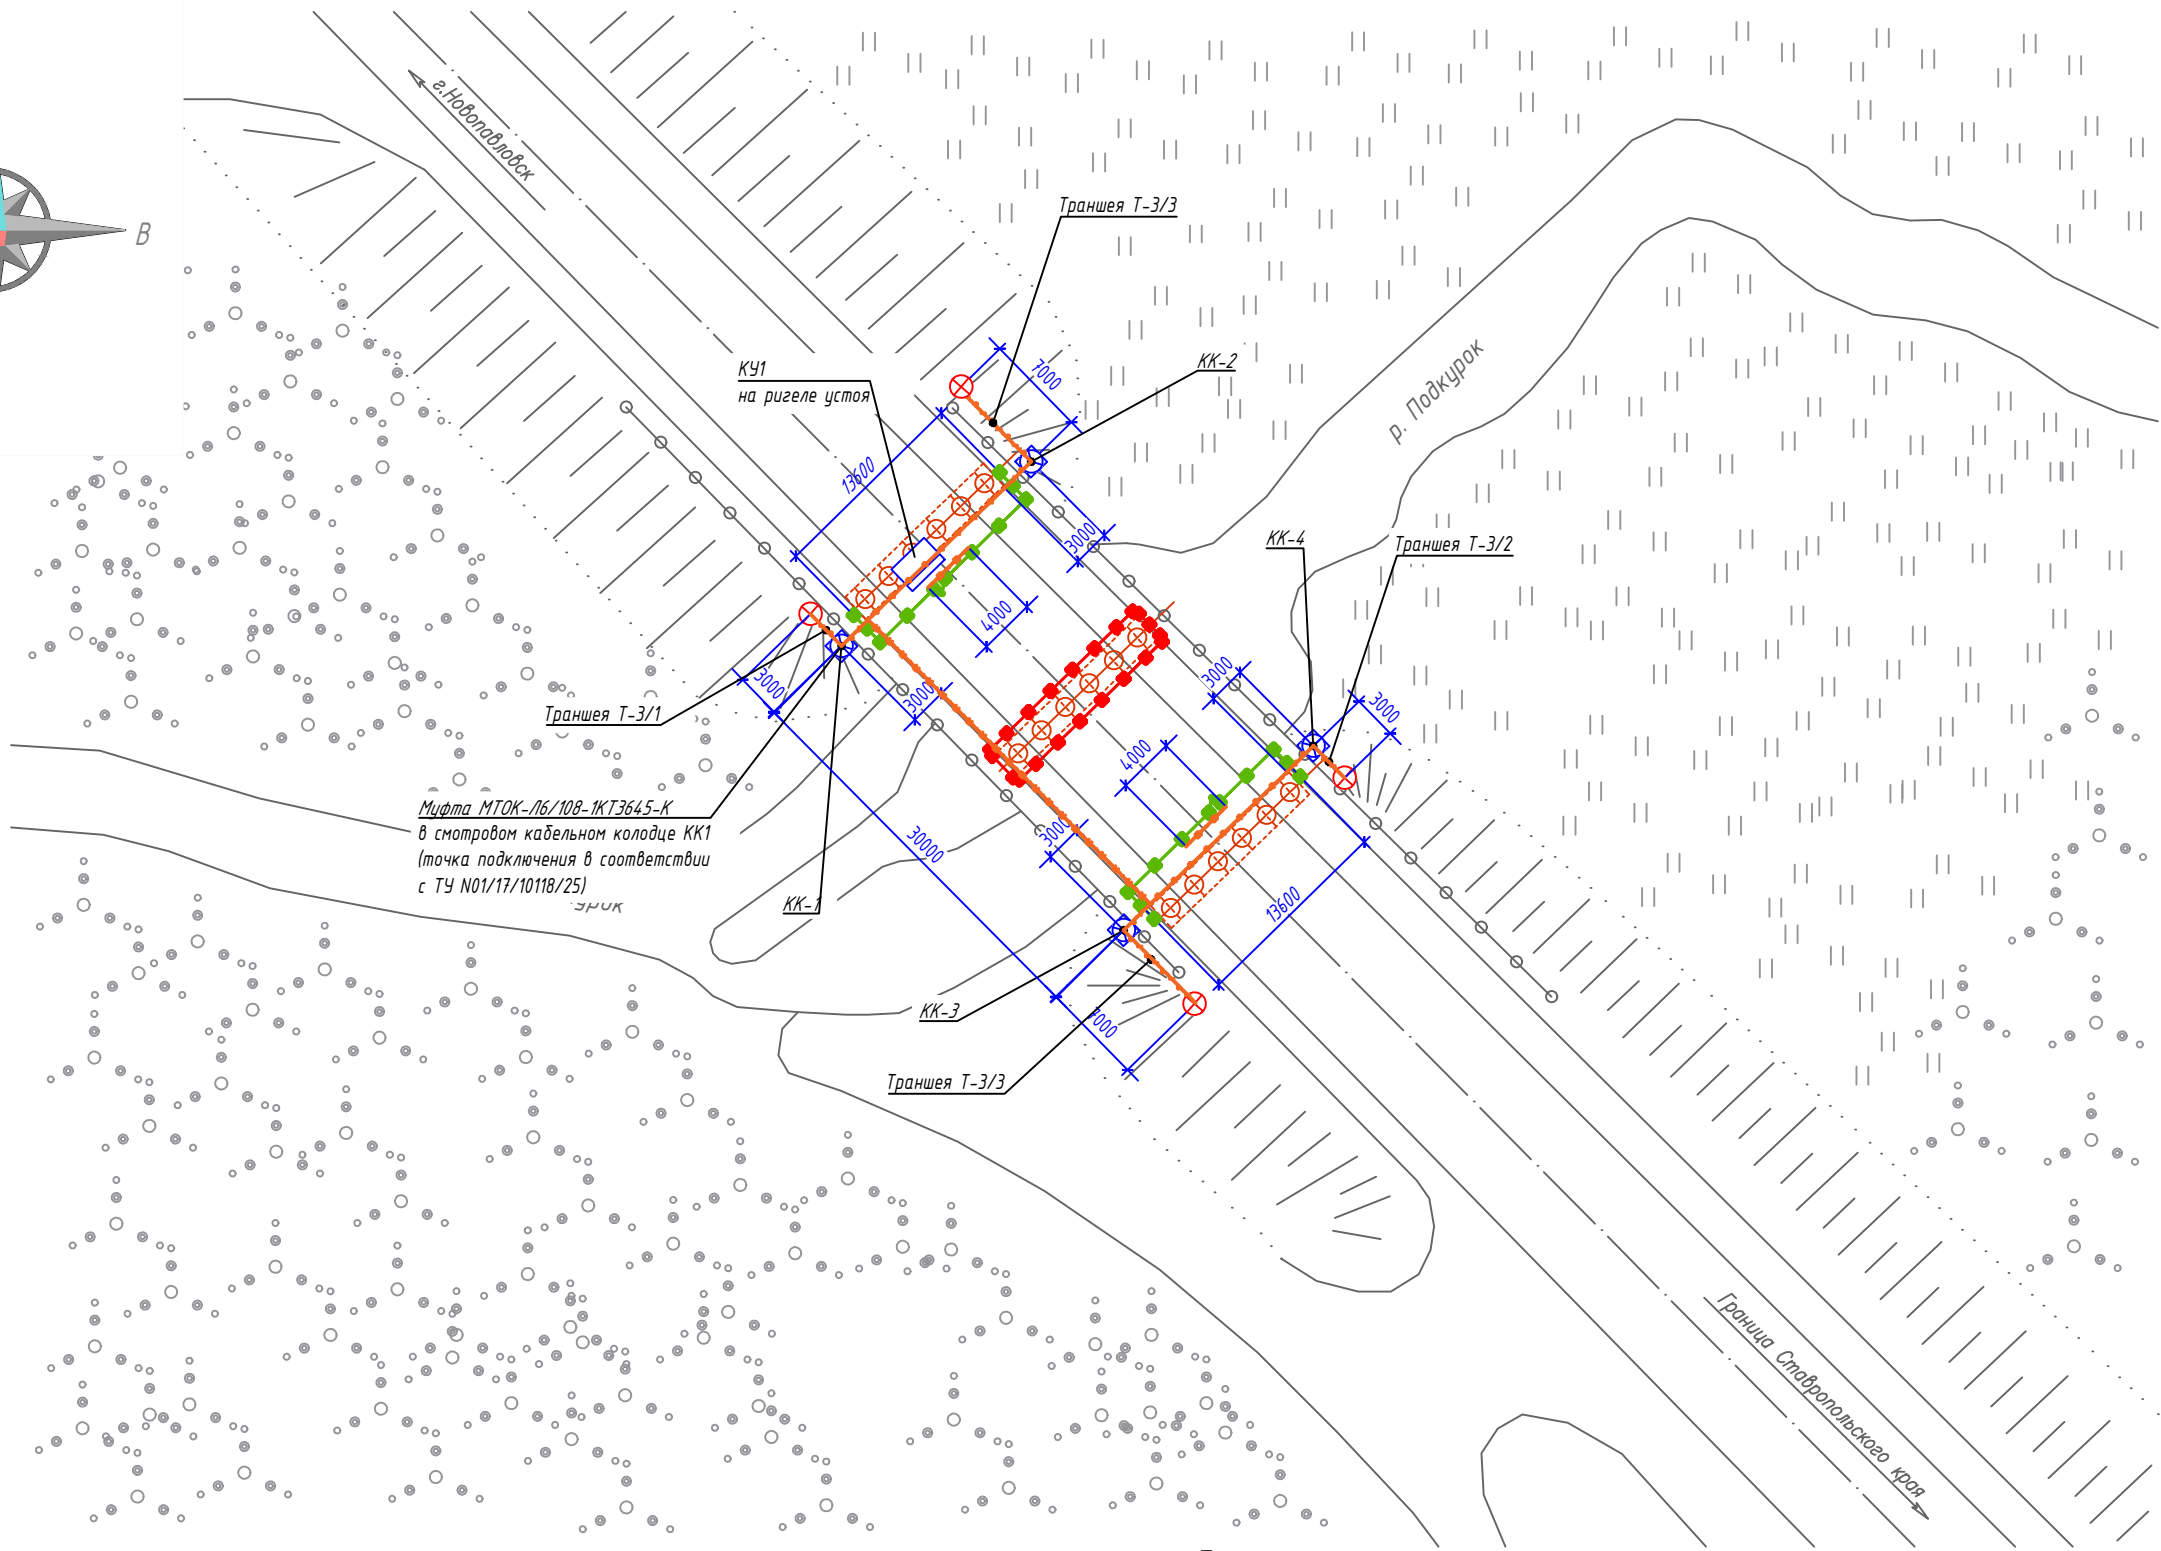 г.Новопавловск
В
Траншея Т-3/3
КУ1
на ригеле устоя
КК-2
7000
р. Подкурок
13600
3000
КК-4
Траншея Т-3/2
4000
3000
3000
3000
Траншея Т-3/1
3000
4000
Муфта МТОК-Л6/108-1КТ3645-К
в смотровом кабельном колодце КК1
(точка подключения в соответствии
с ТУ N01/17/10118/25)
30000
3000
КК-1
13600
КК-3
7000
Траншея Т-3/3
Граница Ставропольского края